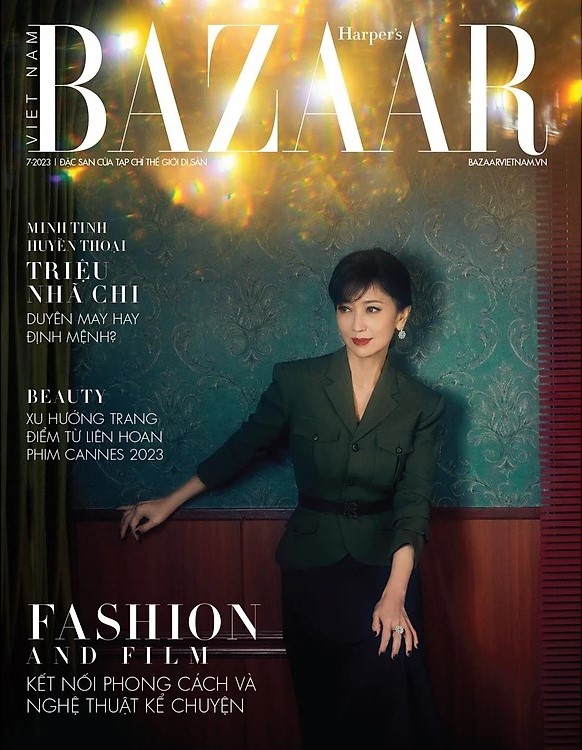 VIỆT NAM
Harper's
BAZAAR
7-2023 | ĐẶC SAN CỦA TẠP CHÍ THẾ GIỚI DI SẢN
BAZAARVIETNAM.VN
MINH TINH
HUYỀN THOẠI
TRIỆU
NHÃ CHI
DUYÊN MAY HAY
ĐỊNH MỆNH?
BEAUTY
XU HƯỚNG TRANG
ĐIỂM TỪ LIÊN HOAN
PHIM CANNES 2023
FASHION
AND FILM
KẾT NỐI PHONG CÁCH VÀ
NGHỆ THUẬT KỂ CHUYỆN